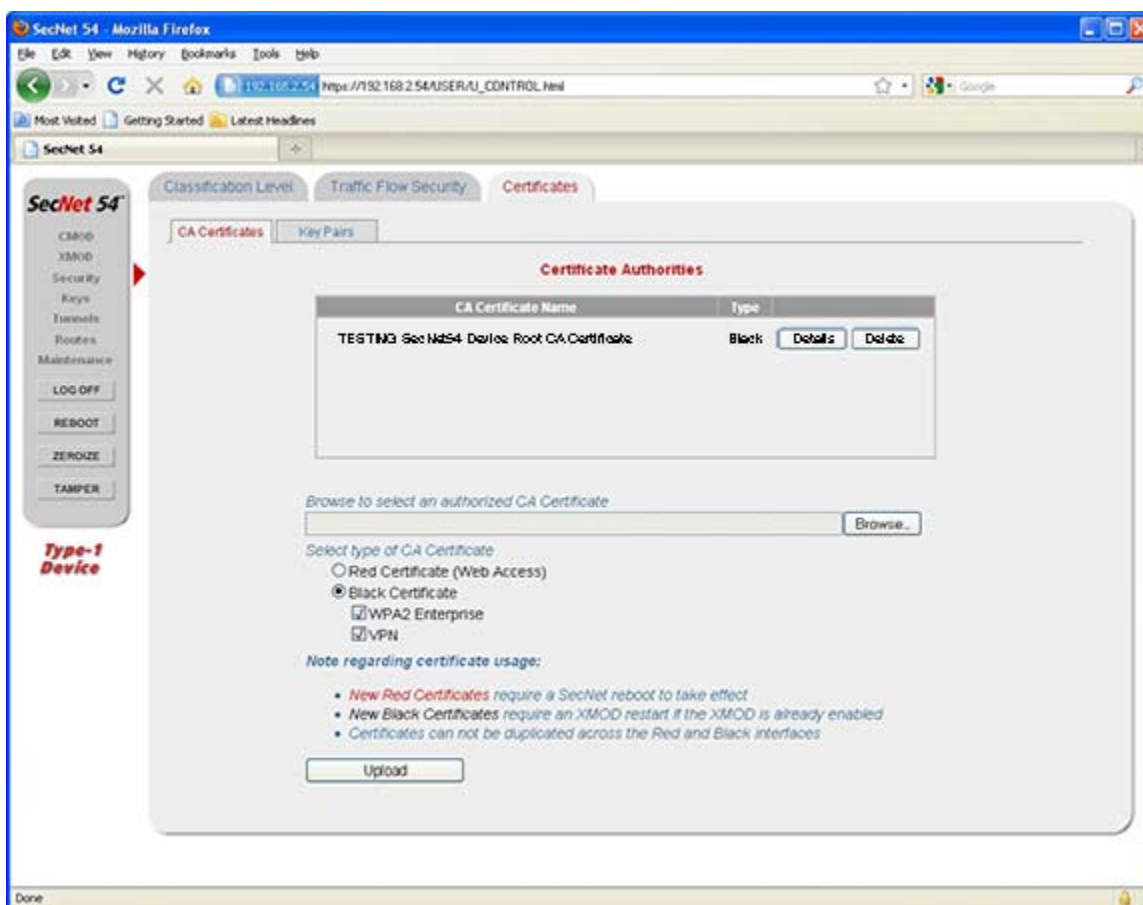 SecNet 54 - Mozilla Firefox
File Edit View History Bookmarks Tools Help
192.168.2.54 https://192.168.2.54/USER/U_CONTROL.html Google
Most Visited Getting Started Latest Headlines
SecNet 54
SecNet 54™
CMOD
XMOD
Security
Keys
Tunnels
Routes
Maintenance
LOG OFF
REBOOT
ZEROIZE
TAMPER
Type-1
Device
Classification Level Traffic Flow Security Certificates
CA Certificates Key Pairs
Certificate Authorities
CA Certificate Name Type
TESTING SecNet54 Device Root CA Certificate Black Details Delete
Browse to select an authorized CA Certificate
Browse..
Select type of CA Certificate
Red Certificate (Web Access)
Black Certificate
WPA2 Enterprise
VPN
Note regarding certificate usage:
• New Red Certificates require a SecNet reboot to take effect
• New Black Certificates require an XMOD restart if the XMOD is already enabled
• Certificates can not be duplicated across the Red and Black interfaces
Upload
Done